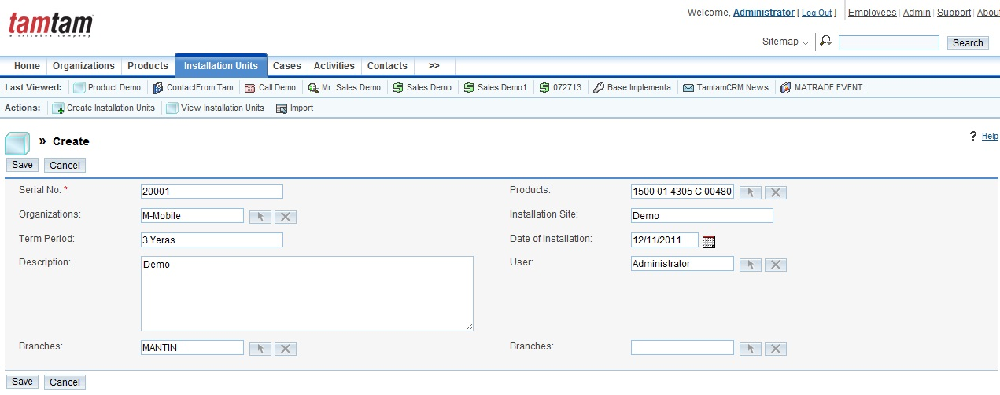 Welcome, Administrator [ Log Out ] Employees | Admin | Support | Abou
tamtam
a tricubes company
Sitemap Search
Home Organizations Products Installation Units Cases Activities Contacts >>
Last Viewed: Product Demo ContactFrom Tam Call Demo Mr. Sales Demo Sales Demo Sales Demo1 072713 Base Implementa TamtamCRM News MATRADE EVENT.
Actions: Create Installation Units View Installation Units Import
» Create ? Help
Save Cancel
Serial No: * 20001 Products: 1500 01 4305 C 00480
Organizations: M-Mobile Installation Site: Demo
Term Period: 3 Yeras Date of Installation: 12/11/2011
Description: Demo User: Administrator
Branches: MANTIN Branches:
Save Cancel